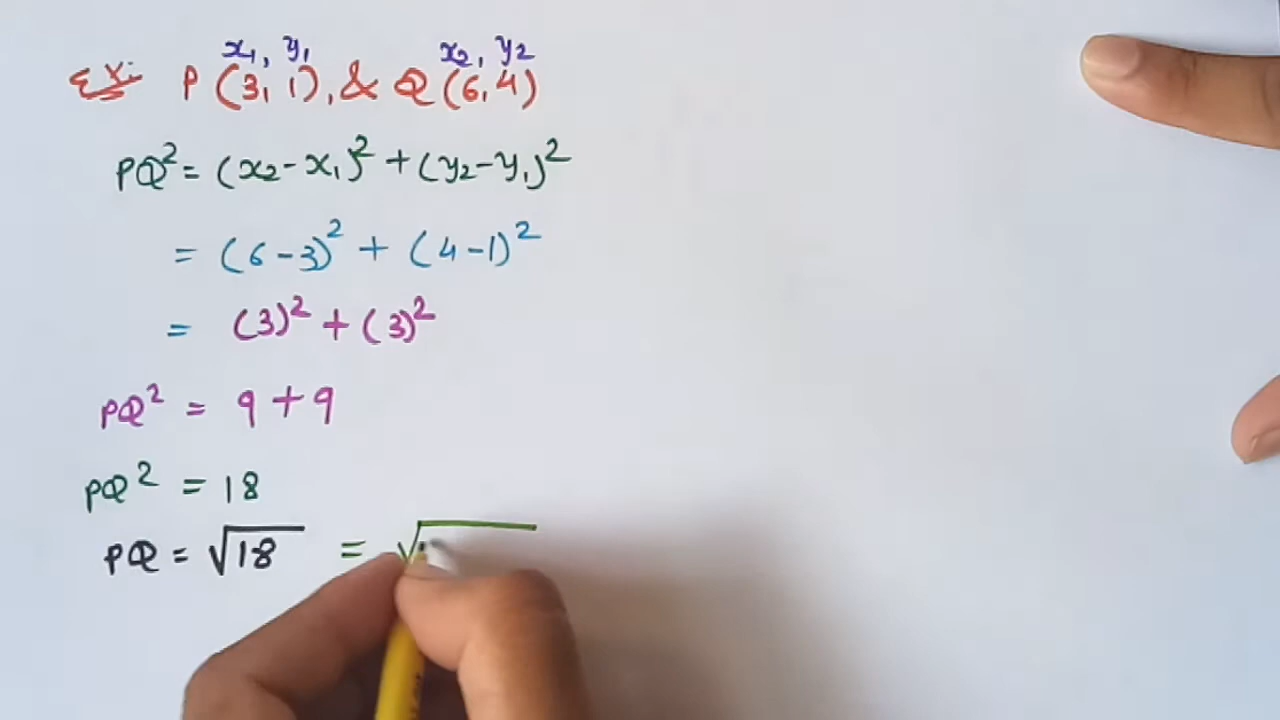 x₁, y₁ x₂, y₂
Ex: P (3, 1), & Q (6, 4)
PQ² = (x₂ - x₁)² + (y₂ - y₁)²
= (6 - 3)² + (4 - 1)²
= (3)² + (3)²
PQ² = 9 + 9
PQ² = 18
PQ = √18 = √